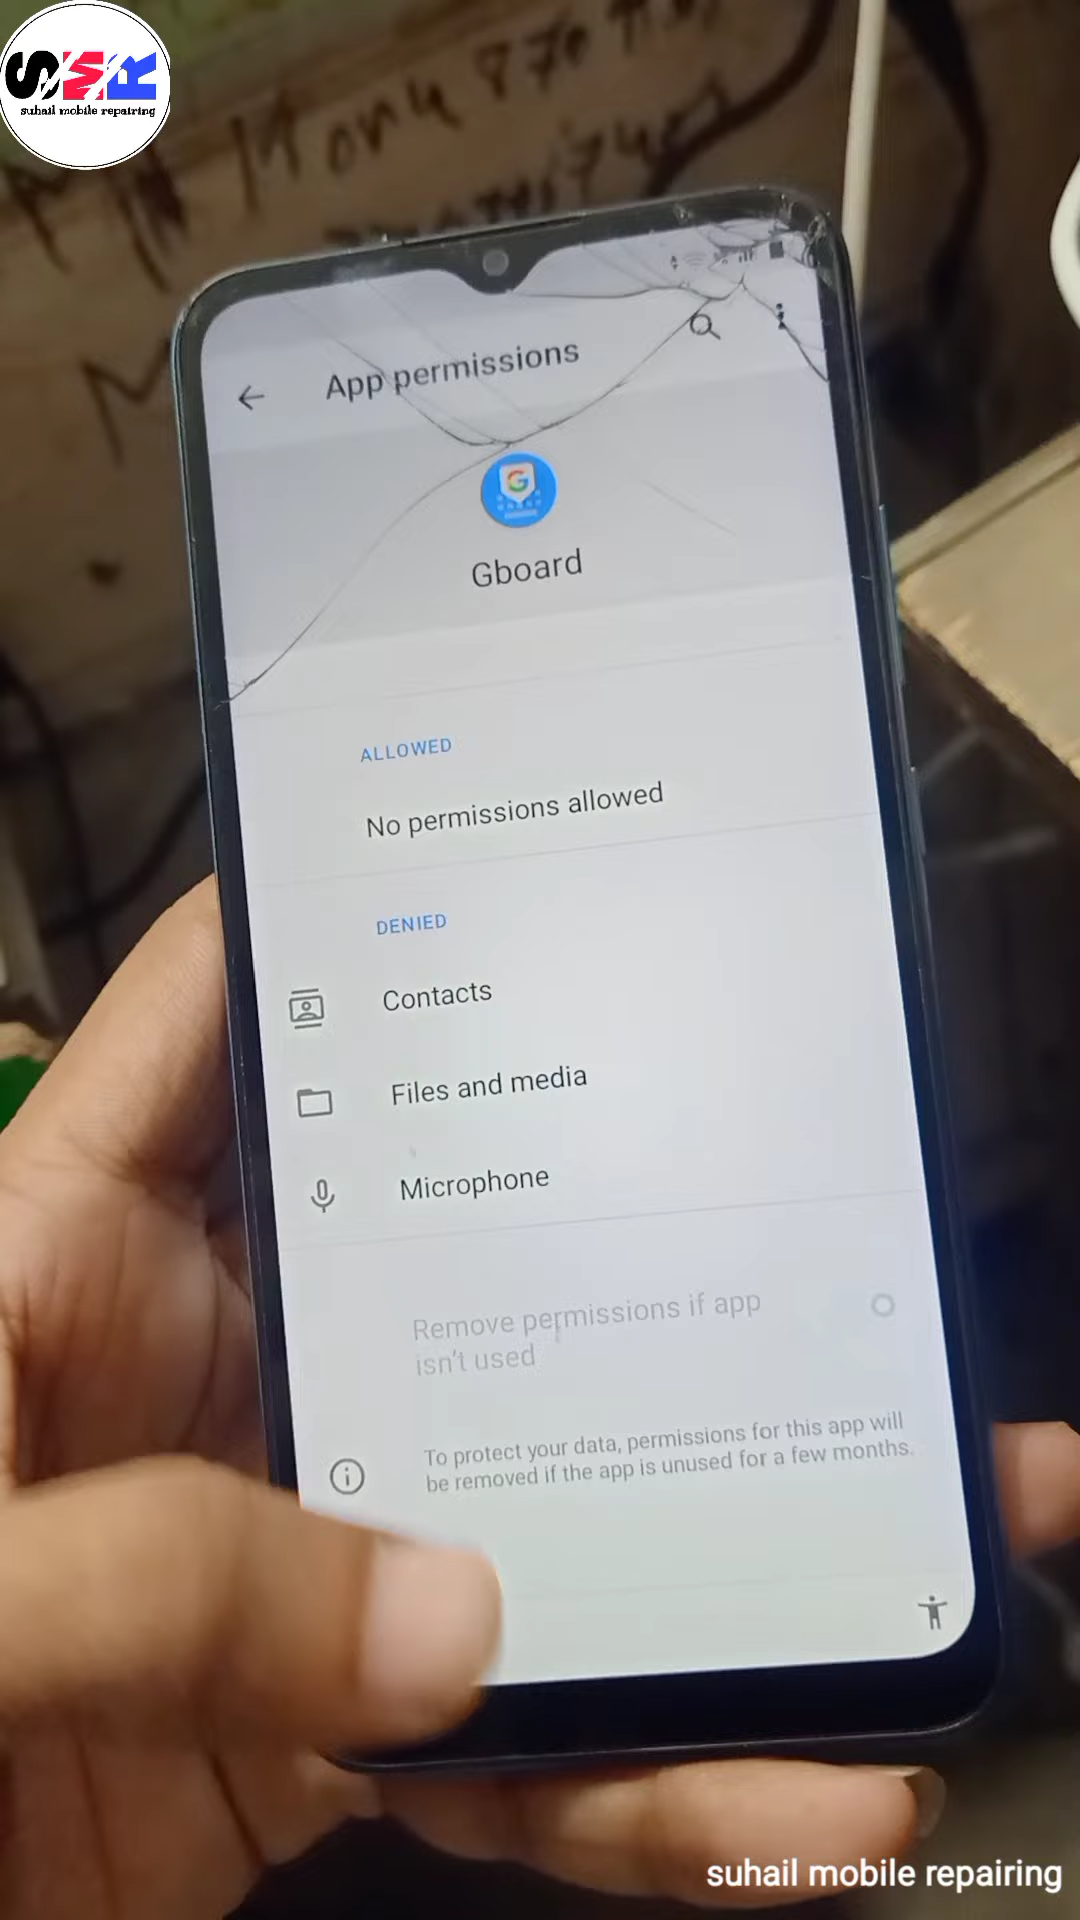 SMR
suhail mobile repairing
App permissions
Gboard
ALLOWED
No permissions allowed
DENIED
Contacts
Files and media
Microphone
Remove permissions if app
isn't used
To protect your data, permissions for this app will
be removed if the app is unused for a few months.
suhail mobile repairing